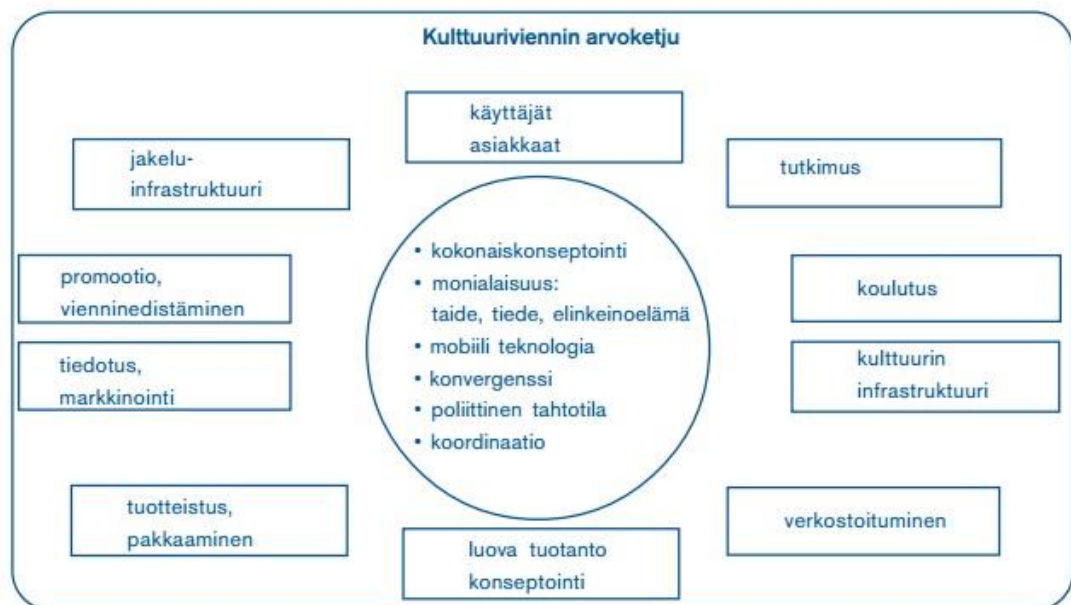 Kulttuuriviennin arvoketju
käyttäjät
asiakkaat
jakelu-
infrastruktuuri
tutkimus
promootio,
vienninedistäminen
koulutus
tiedotus,
markkinointi
kulttuurin
infrastruktuuri
• kokonaiskonseptointi
• monialaisuus:
taide, tiede, elinkeinoelämä
• mobiili teknologia
• konvergenssi
• poliittinen tahtotila
• koordinaatio
tuotteistus,
pakkaaminen
verkostoituminen
luova tuotanto
konseptointi